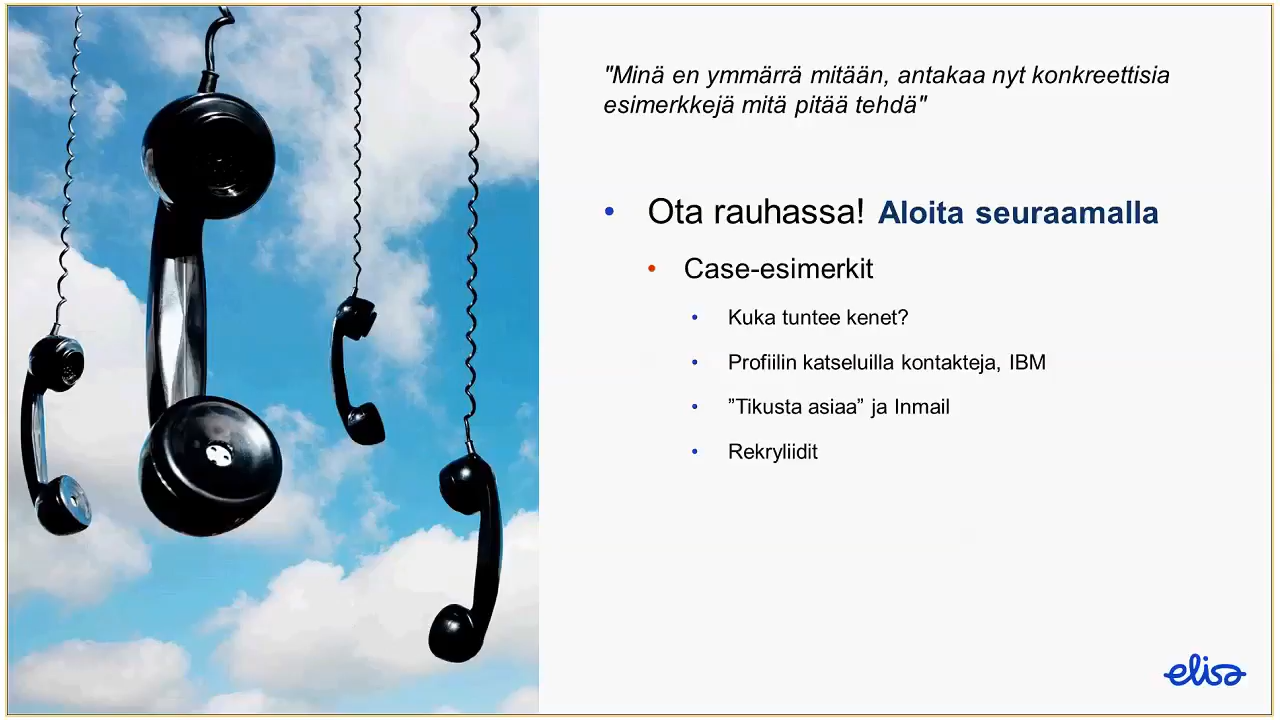 "Minä en ymmärrä mitään, antakaa nyt konkreettisia
esimerkkejä mitä pitää tehdä"
• Ota rauhassa! Aloita seuraamalla
• Case-esimerkit
• Kuka tuntee kenet?
• Profiilin katseluilla kontakteja, IBM
• ”Tikusta asiaa” ja Inmail
• Rekryliidit
elisa